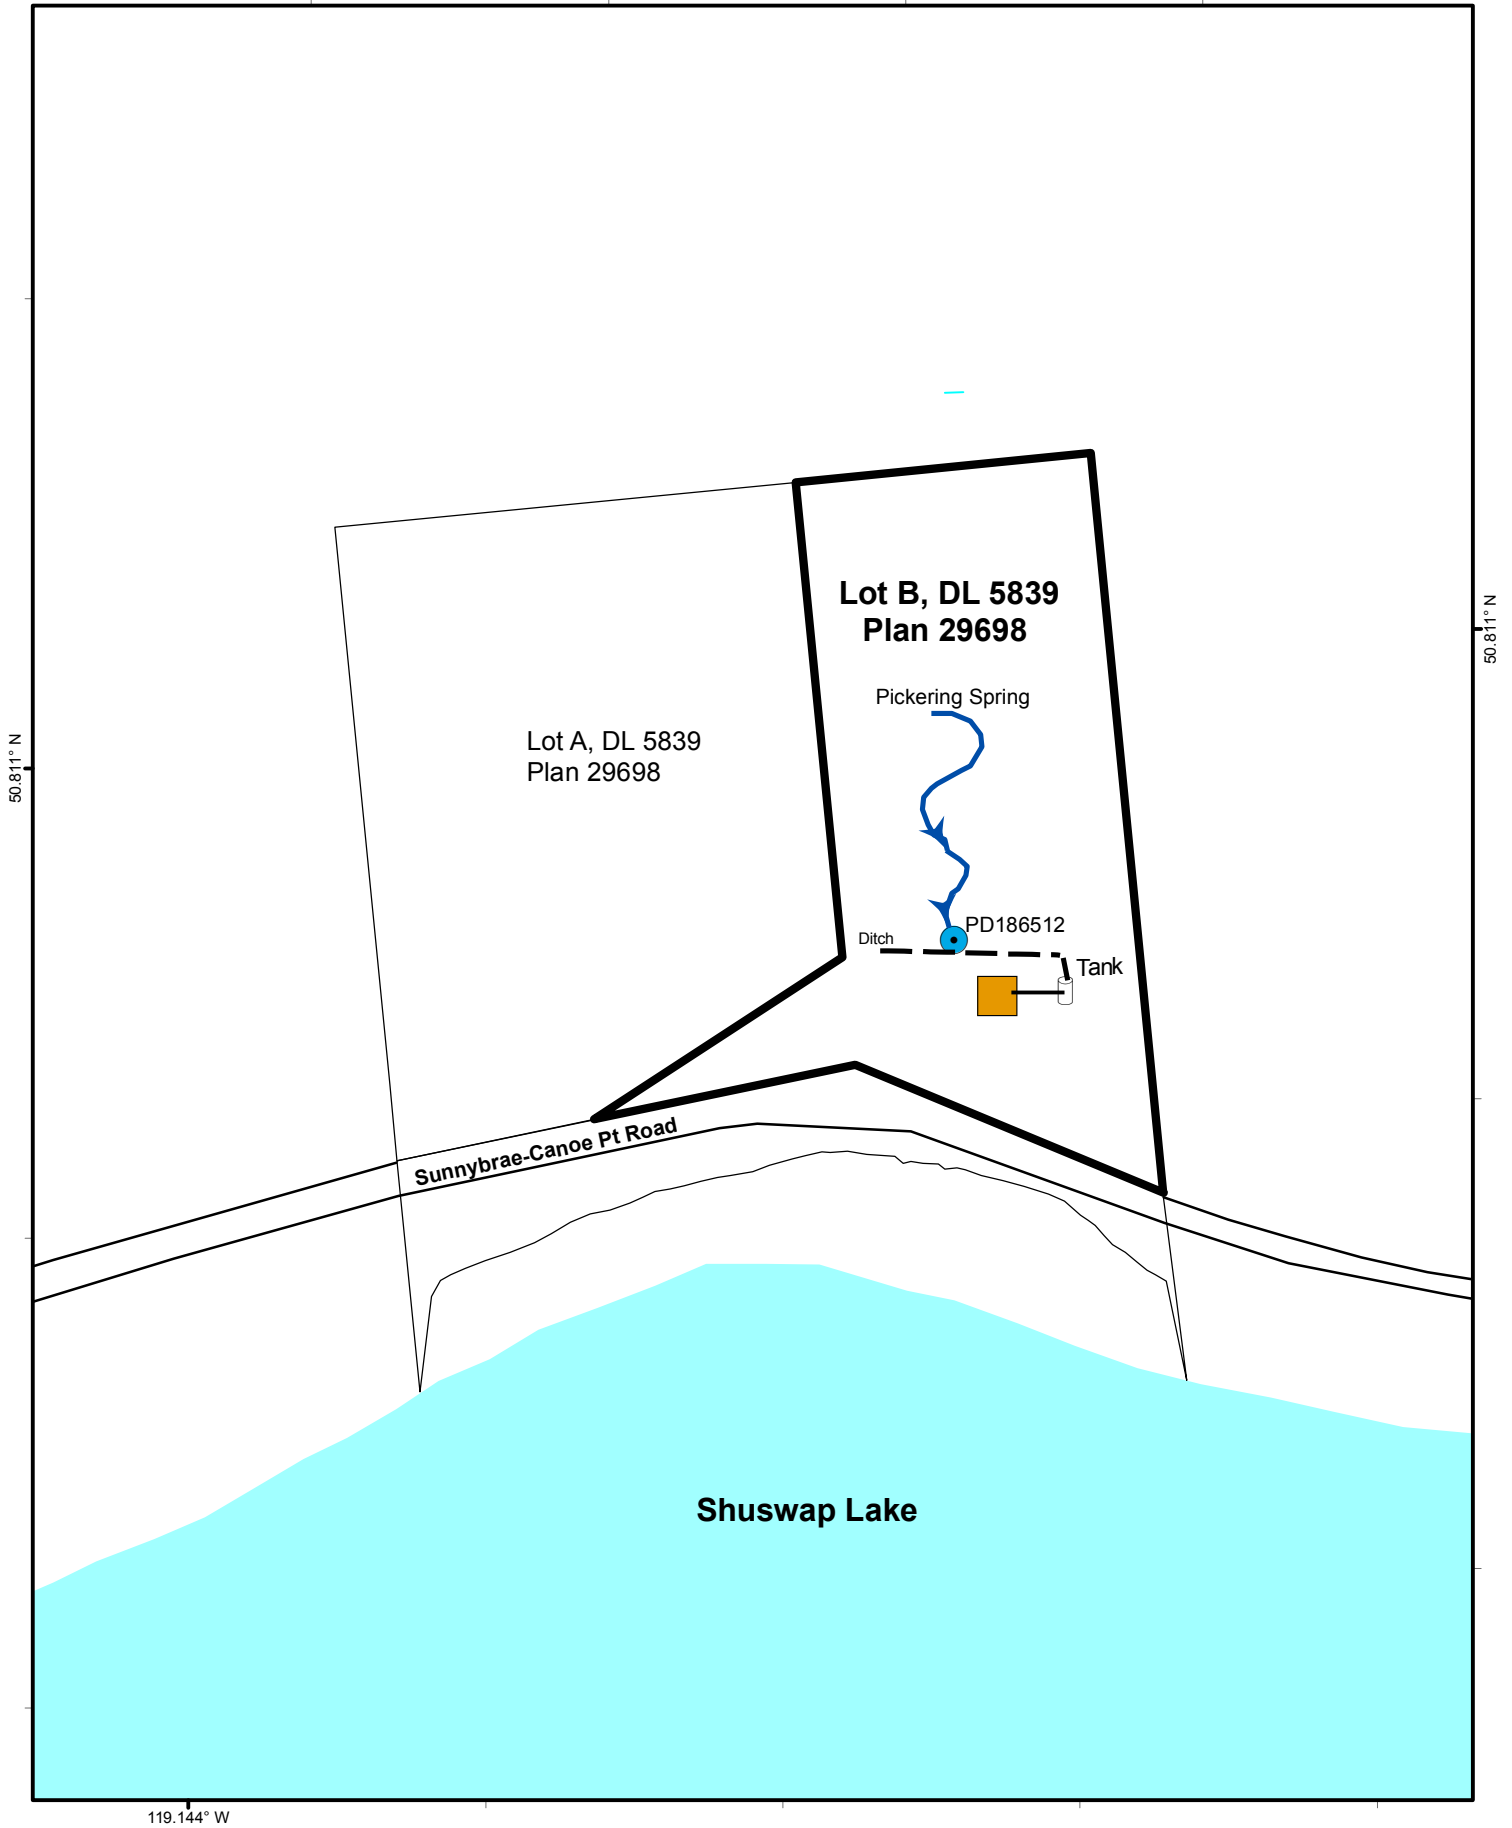 Lot B, DL 5839
Plan 29698
50.811° N
Pickering Spring
Lot A, DL 5839
Plan 29698
50.811° N
PD186512
Ditch
Tank
Sunnybrae-Canoe Pt Road
Shuswap Lake
119.144° W